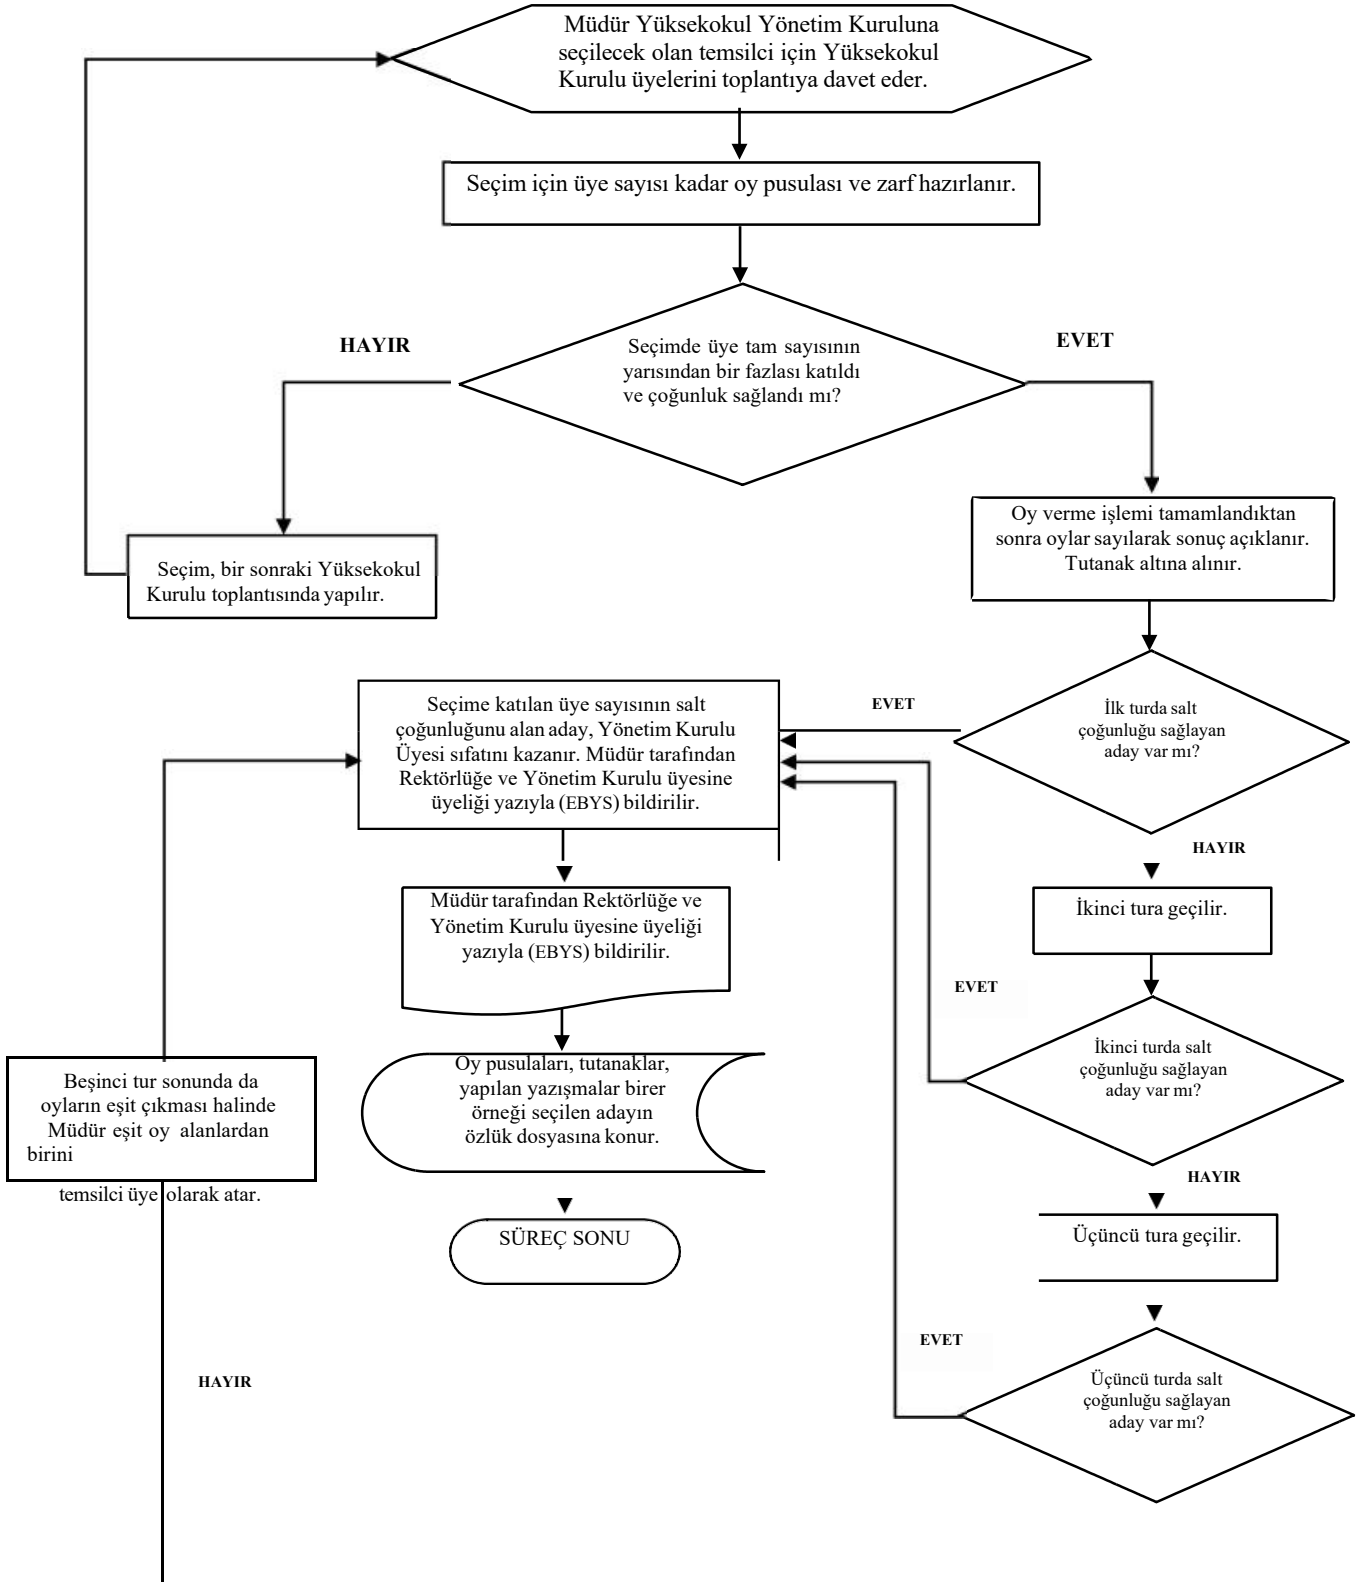 Müdür Yüksekokul Yönetim Kuruluna
seçilecek olan temsilci için Yüksekokul
Kurulu üyelerini toplantıya davet eder.
Seçim için üye sayısı kadar oy pusulası ve zarf hazırlanır.
HAYIR
EVET
Seçimde üye tam sayısının
yarısından bir fazlası katıldı
ve çoğunluk sağlandı mı?
Oy verme işlemi tamamlandıktan
sonra oylar sayılarak sonuç açıklanır.
Tutanak altına alınır.
Seçim, bir sonraki Yüksekokul
Kurulu toplantısında yapılır.
Seçime katılan üye sayısının salt
çoğunluğunu alan aday, Yönetim Kurulu
Üyesi sıfatını kazanır. Müdür tarafından
Rektörlüğe ve Yönetim Kurulu üyesine
üyeliği yazıyla (EBYS) bildirilir.
EVET
İlk turda salt
çoğunluğu sağlayan
aday var mı?
HAYIR
Müdür tarafından Rektörlüğe ve
Yönetim Kurulu üyesine üyeliği
yazıyla (EBYS) bildirilir.
İkinci tura geçilir.
EVET
İkinci turda salt
çoğunluğu sağlayan
aday var mı?
Oy pusulaları, tutanaklar,
yapılan yazışmalar birer
örneği seçilen adayın
özlük dosyasına konur.
Beşinci tur sonunda da
oyların eşit çıkması halinde
Müdür eşit oy alanlardan
birini
temsilci üye olarak atar.
HAYIR
SÜREÇ SONU
Üçüncü tura geçilir.
EVET
Üçüncü turda salt
çoğunluğu sağlayan
aday var mı?
HAYIR